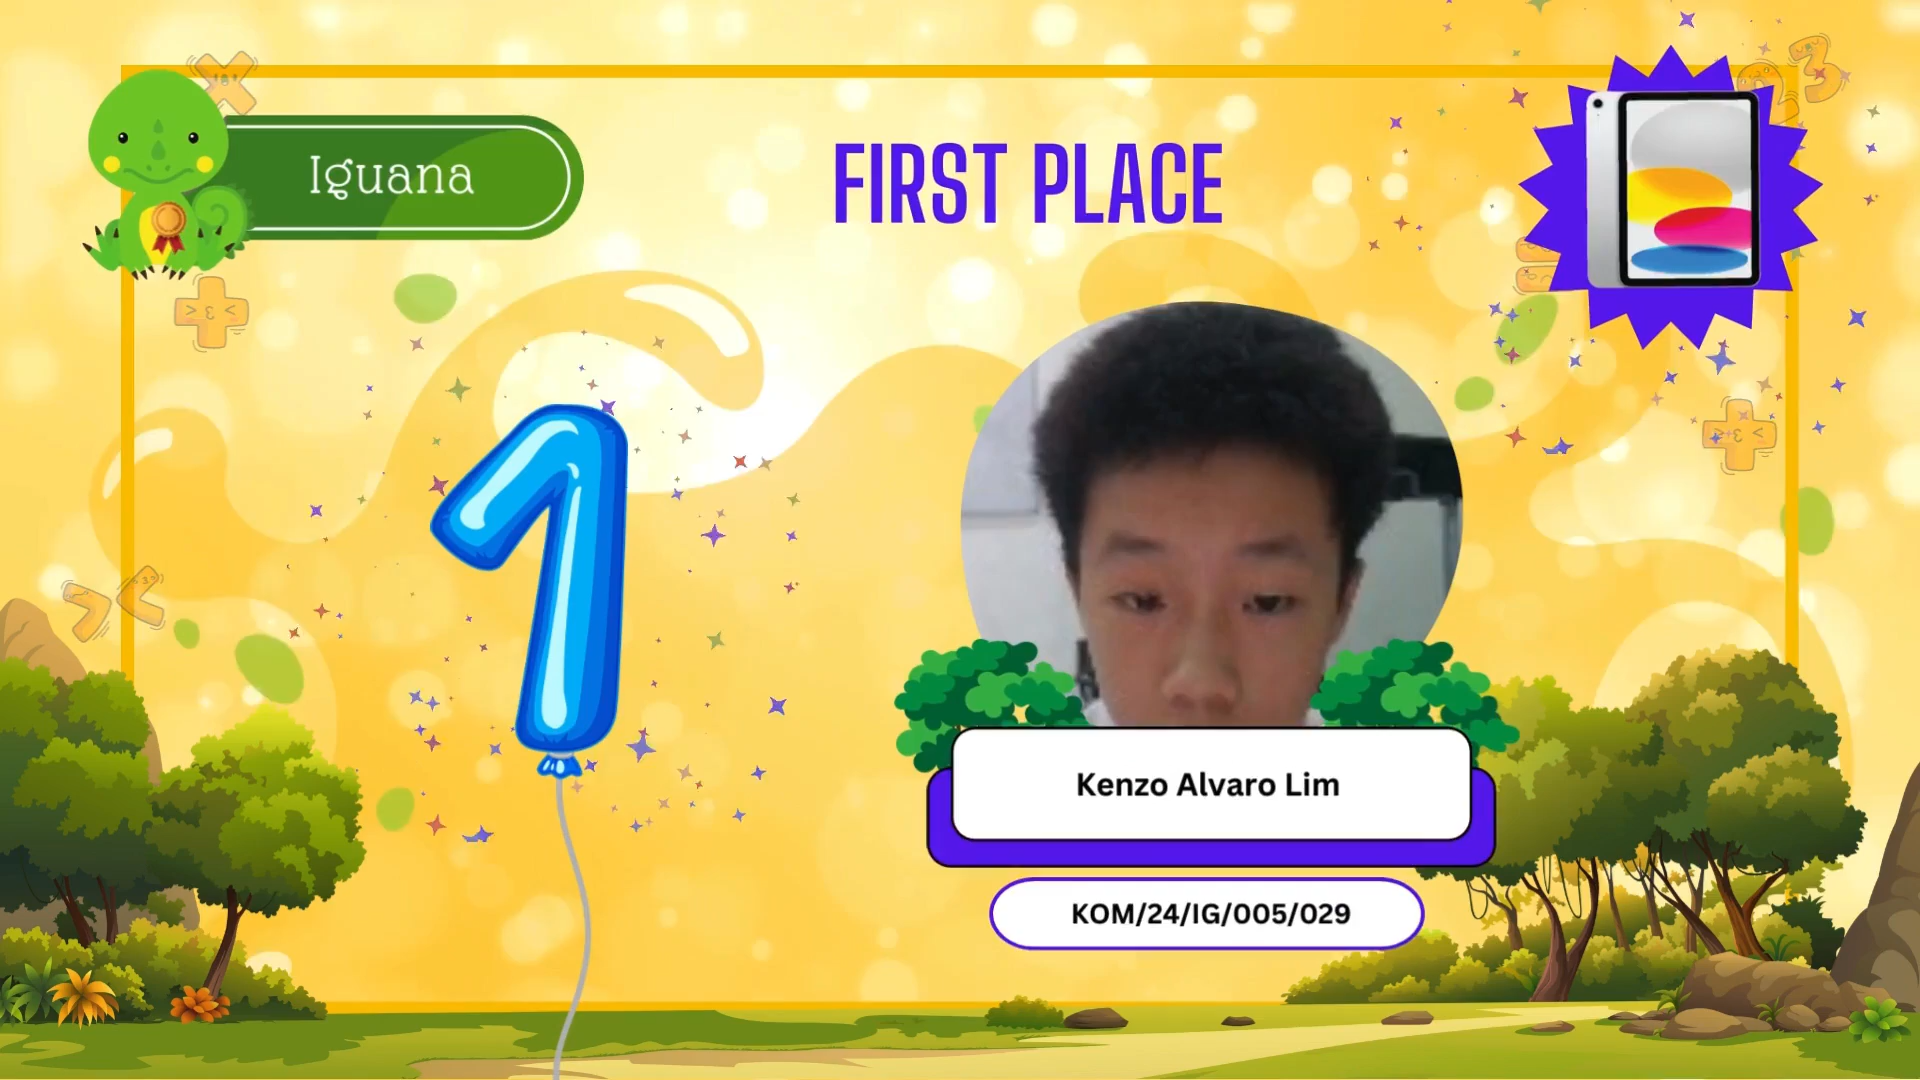 Iguana
FIRST PLACE
1
Kenzo Alvaro Lim
KOM/24/IG/005/029